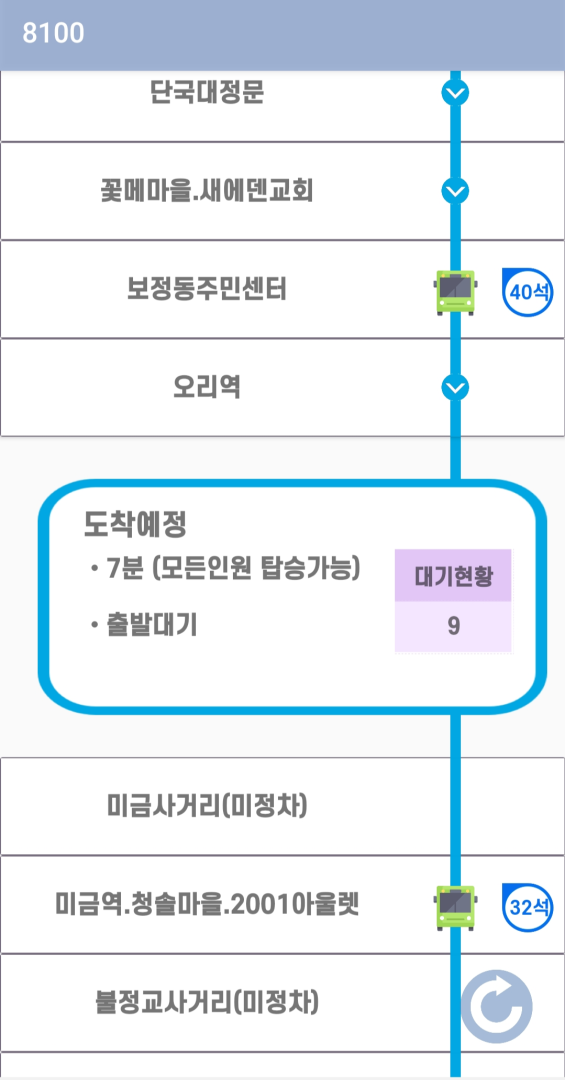 8100
단국대정문
꽃메마을.새에덴교회
보정동주민센터
40석
오리역
도착예정
• 7분 (모든인원 탑승가능)
대기현황
• 출발대기
9
미금사거리(미정차)
미금역.청솔마을.2001아울렛
32석
불정교사거리(미정차)